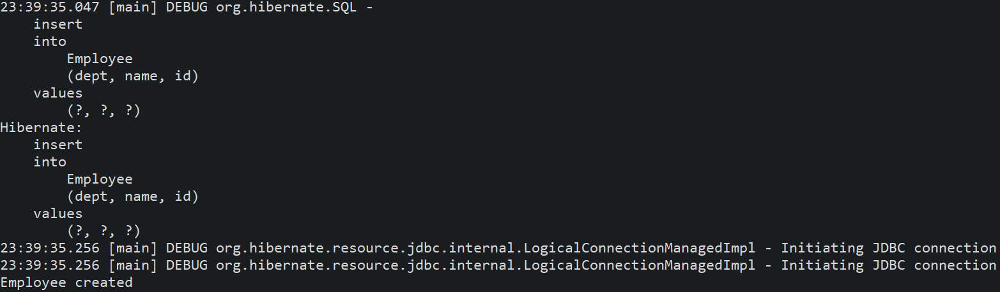 23:39:35.047 [main] DEBUG org.hibernate.SQL -
    insert
    into
        Employee
        (dept, name, id)
    values
        (?, ?, ?)
Hibernate:
    insert
    into
        Employee
        (dept, name, id)
    values
        (?, ?, ?)
23:39:35.256 [main] DEBUG org.hibernate.resource.jdbc.internal.LogicalConnectionManagedImpl - Initiating JDBC connection
23:39:35.256 [main] DEBUG org.hibernate.resource.jdbc.internal.LogicalConnectionManagedImpl - Initiating JDBC connection
Employee created